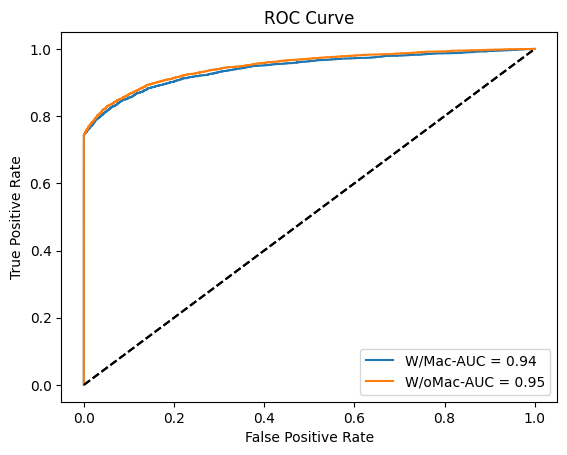 ROC Curve
True Positive Rate
1.0
0.8
0.6
0.4
0.2
0.0
0.0 0.2 0.4 0.6 0.8 1.0
False Positive Rate
W/Mac-AUC = 0.94
W/oMac-AUC = 0.95